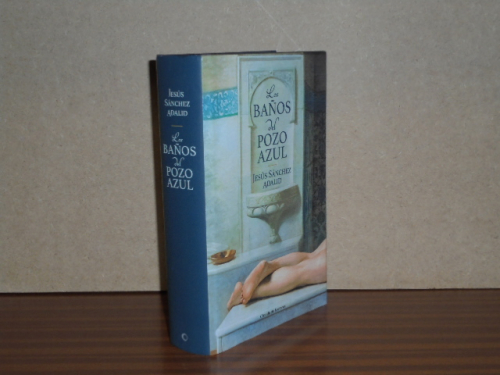 JESÚS
SÁNCHEZ
ADALID
Los
BAÑOS
del
POZO
AZUL
Los
BAÑOS
del
POZO
AZUL
JESÚS SÁNCHEZ
ADALID